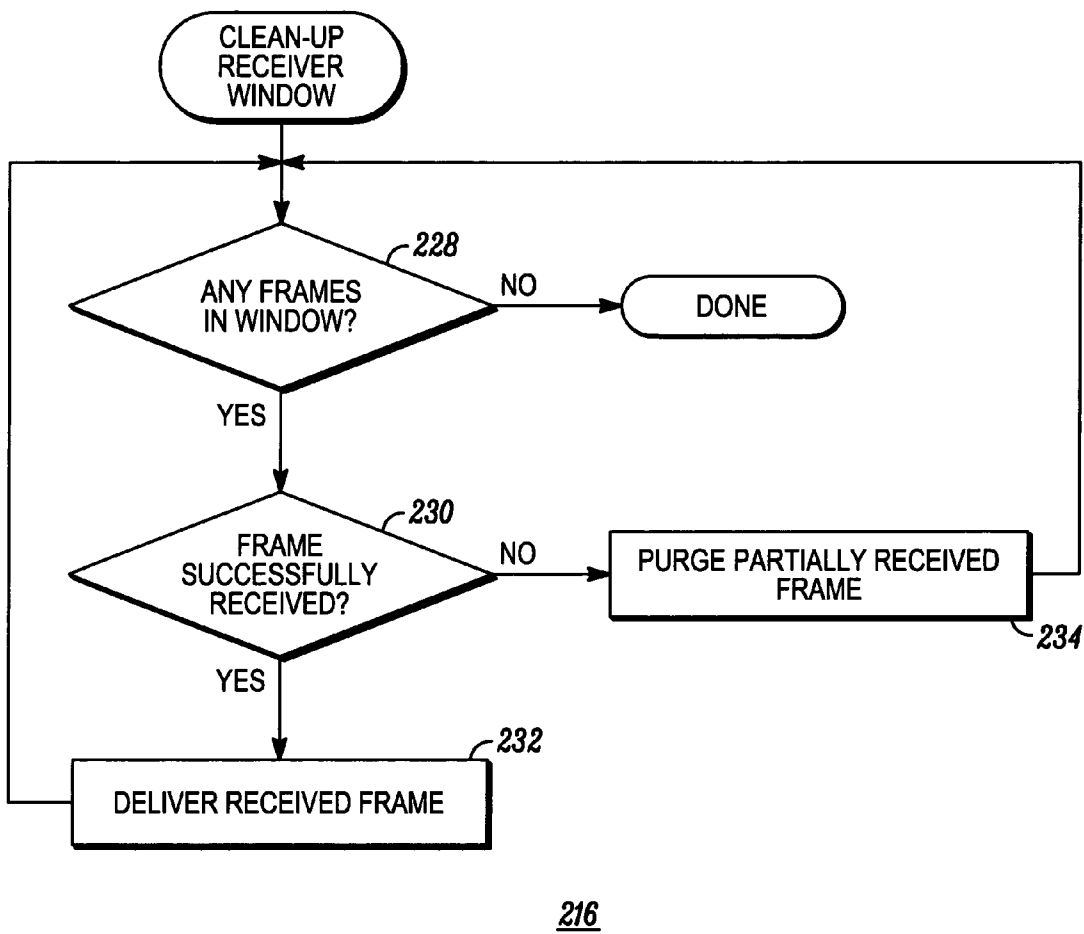 CLEAN-UP
RECEIVER
WINDOW
228
ANY FRAMES
IN WINDOW?
NO
DONE
YES
230
FRAME
SUCCESSFULLY
RECEIVED?
NO
PURGE PARTIALLY RECEIVED
FRAME
234
YES
232
DELIVER RECEIVED FRAME
216